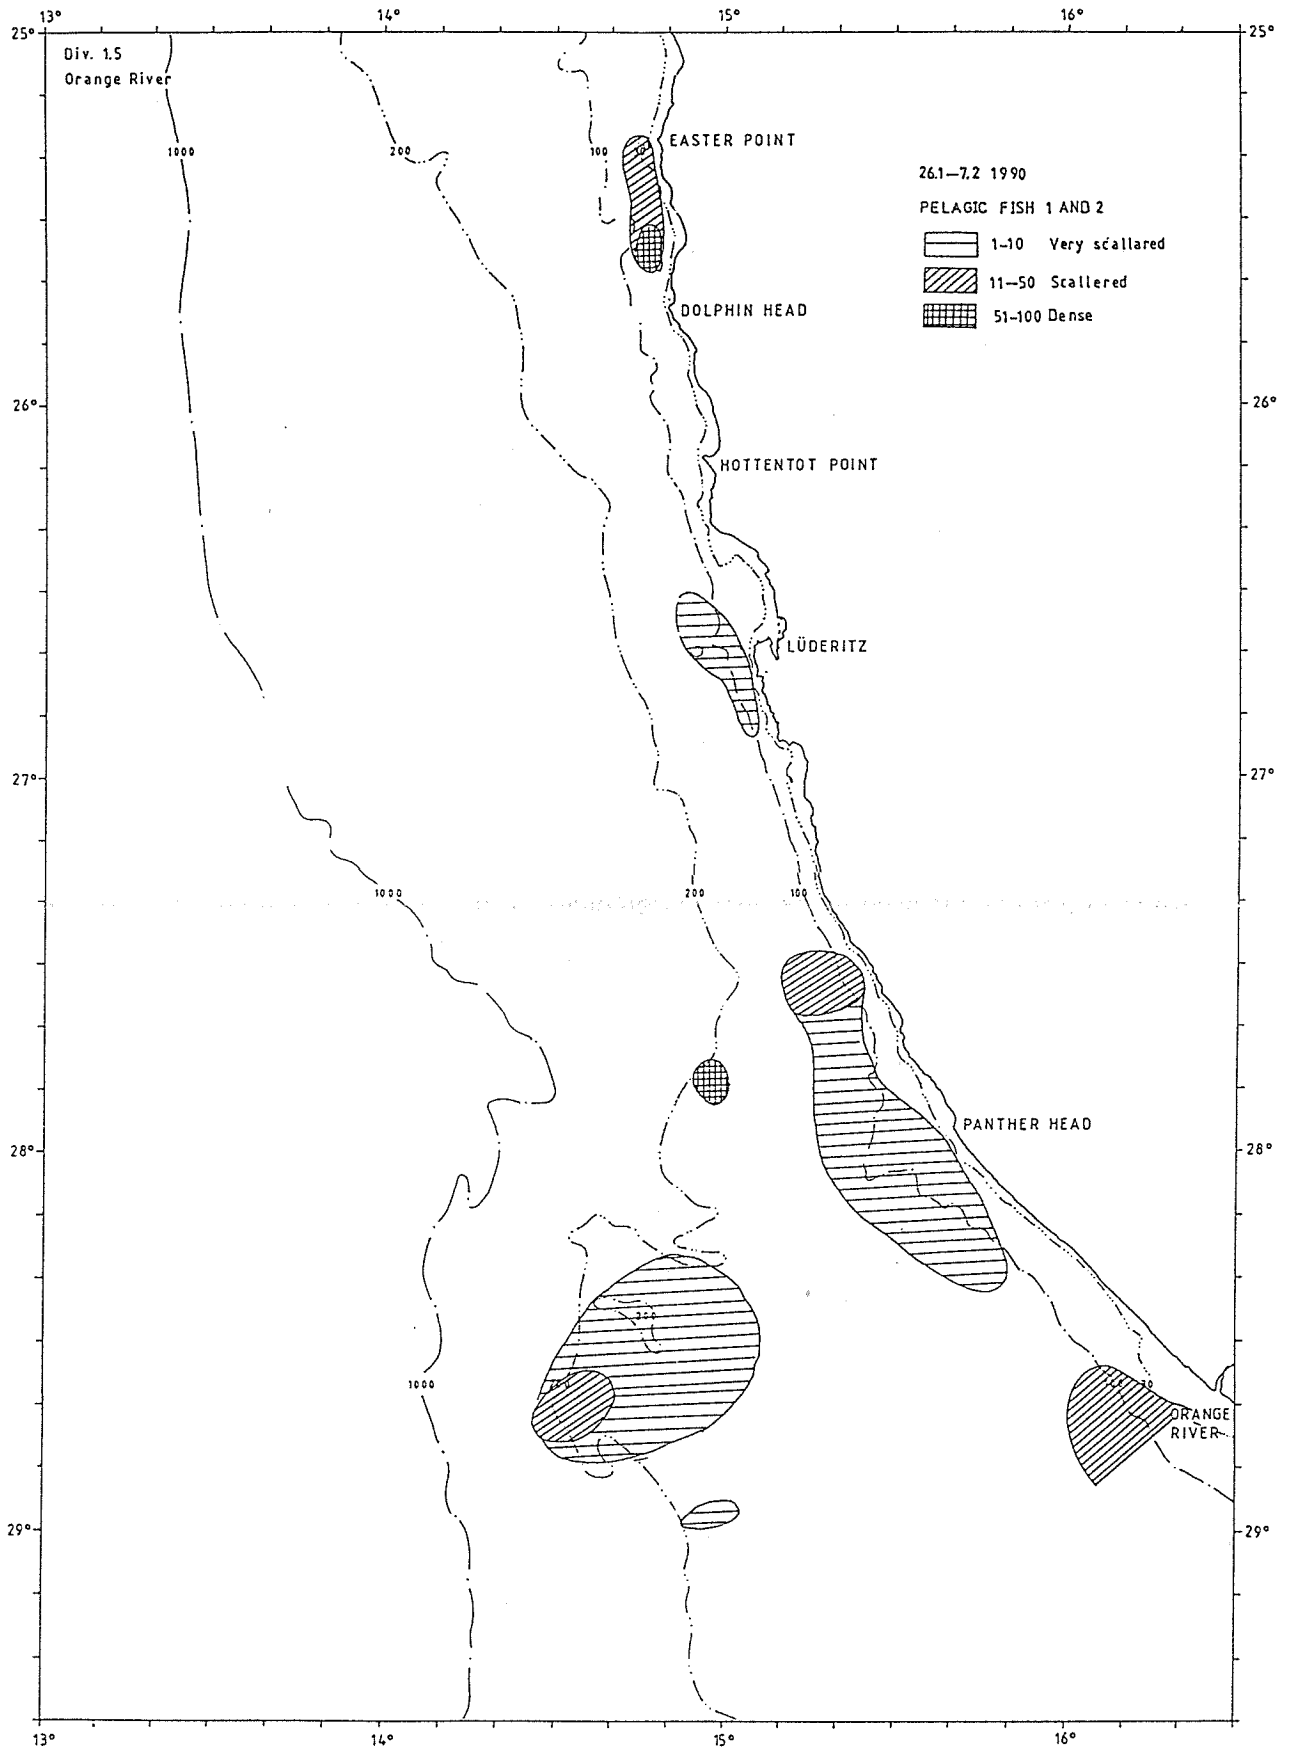 13° 14° 15° 16°
25° 25°
Div. 1.5
Orange River
EASTER POINT
1000 200 100
26.1—7.2 1990
PELAGIC FISH 1 AND 2
1-10 Very scallared
11—50 Scallered
51-100 Dense
DOLPHIN HEAD
26° 26°
HOTTENTOT POINT
LÜDERITZ
27° 27°
1000 200 100
PANTHER HEAD
28° 28°
200
1000 30
ORANGE
RIVER
29° 29°
13° 14° 15° 16°